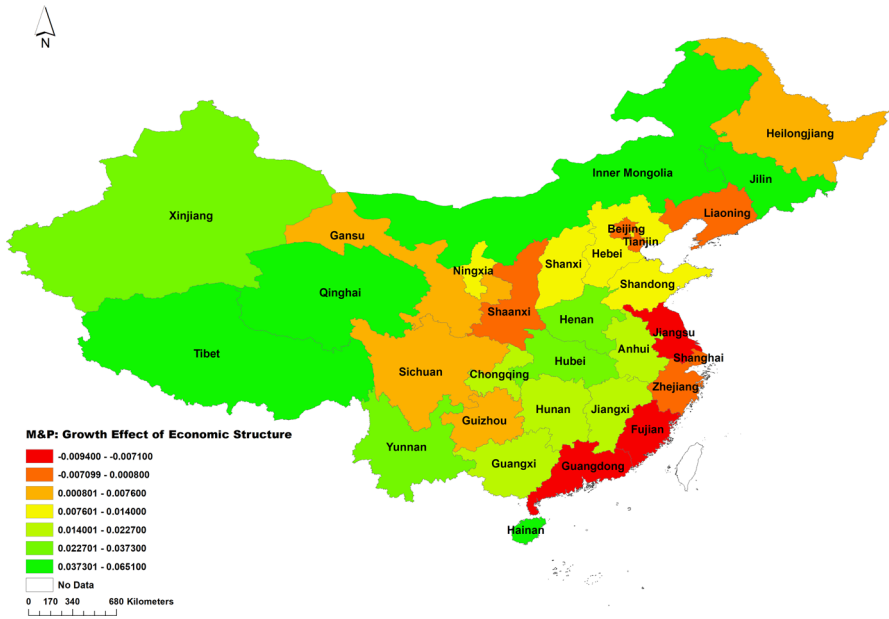 N
Heilongjiang
Inner Mongolia
Jilin
Xinjiang
Liaoning
Gansu
Beijing
Tianjin
Hebei
Ningxia
Shanxi
Shandong
Qinghai
Shaanxi
Henan
Jiangsu
Tibet
Anhui
Shanghai
Hubei
Sichuan
Chongqing
Zhejiang
Hunan
Jiangxi
Guizhou
Fujian
Yunnan
Guangxi
Guangdong
Hainan
M&P: Growth Effect of Economic Structure
-0.009400 - -0.007100
-0.007099 - 0.000800
0.000801 - 0.007600
0.007601 - 0.014000
0.014001 - 0.022700
0.022701 - 0.037300
0.037301 - 0.065100
No Data
0 170 340 680 Kilometers